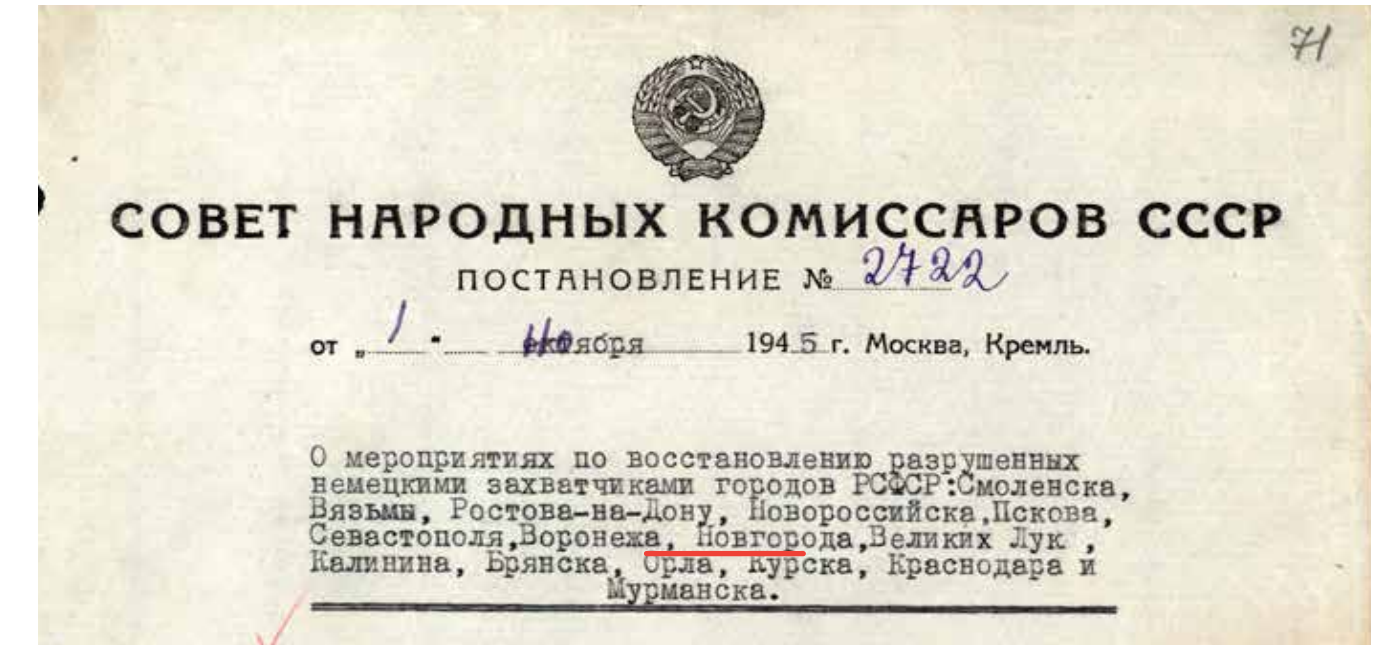 71
СОВЕТ НАРОДНЫХ КОМИССАРОВ СССР
ПОСТАНОВЛЕНИЕ № 2722
от „ 1 " ноября 1945 г. Москва, Кремль.
О мероприятиях по восстановлению разрушенных
немецкими захватчиками городов РСФСР:Смоленска,
Вязьмы, Ростова-на-Дону, Новороссийска,Пскова,
Севастополя,Воронежа, Новгорода,Великих Лук ,
Калинина, Брянска, Орла, Курска, Краснодара и
Мурманска.